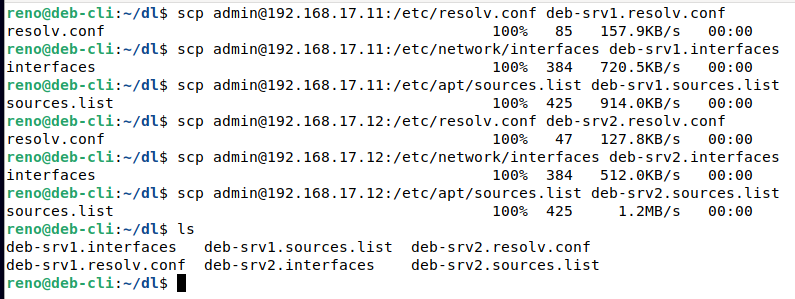 reno@deb-cli:~/dl$ scp admin@192.168.17.11:/etc/resolv.conf deb-srv1.resolv.conf
resolv.conf 100% 85 157.9KB/s 00:00
reno@deb-cli:~/dl$ scp admin@192.168.17.11:/etc/network/interfaces deb-srv1.interfaces
interfaces 100% 384 720.5KB/s 00:00
reno@deb-cli:~/dl$ scp admin@192.168.17.11:/etc/apt/sources.list deb-srv1.sources.list
sources.list 100% 425 914.0KB/s 00:00
reno@deb-cli:~/dl$ scp admin@192.168.17.12:/etc/resolv.conf deb-srv2.resolv.conf
resolv.conf 100% 47 127.8KB/s 00:00
reno@deb-cli:~/dl$ scp admin@192.168.17.12:/etc/network/interfaces deb-srv2.interfaces
interfaces 100% 384 512.0KB/s 00:00
reno@deb-cli:~/dl$ scp admin@192.168.17.12:/etc/apt/sources.list deb-srv2.sources.list
sources.list 100% 425 1.2MB/s 00:00
reno@deb-cli:~/dl$ ls
deb-srv1.interfaces deb-srv1.sources.list deb-srv2.resolv.conf
deb-srv1.resolv.conf deb-srv2.interfaces deb-srv2.sources.list
reno@deb-cli:~/dl$